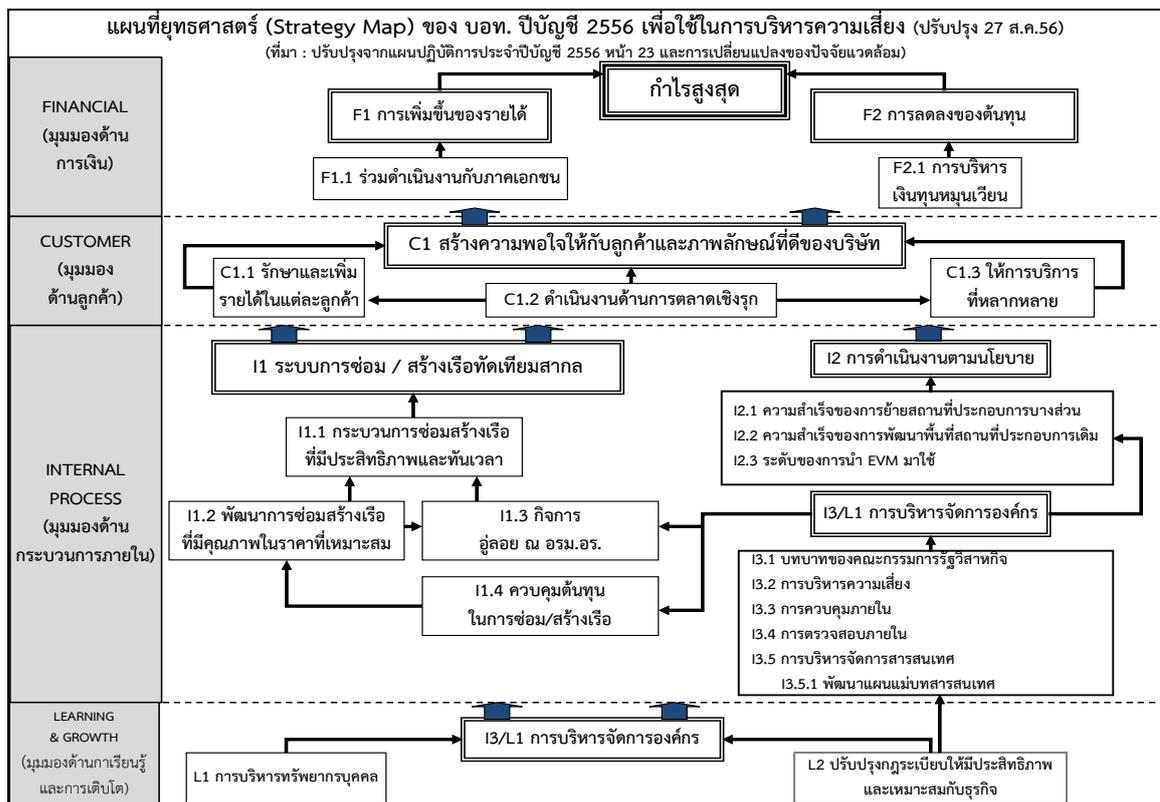 แผนที่ยุทธศาสตร์ (Strategy Map) ของ บอท. ปีบัญชี 2556 เพื่อใช้ในการบริหารความเสี่ยง (ปรับปรุง 27 ส.ค.56)
(ที่มา : ปรับปรุงจากแผนปฏิบัติการประจำปีบัญชี 2556 หน้า 23 และการเปลี่ยนแปลงของปัจจัยแวดล้อม)
FINANCIAL
(มุมมองด้าน
การเงิน)
กำไรสูงสุด
F1 การเพิ่มขึ้นของรายได้
F2 การลดลงของต้นทุน
F1.1 ร่วมดำเนินงานกับภาคเอกชน
F2.1 การบริหาร
เงินทุนหมุนเวียน
CUSTOMER
(มุมมอง
ด้านลูกค้า)
C1 สร้างความพอใจให้กับลูกค้าและภาพลักษณ์ที่ดีของบริษัท
C1.1 รักษาและเพิ่ม
รายได้ในแต่ละลูกค้า
C1.2 ดำเนินงานด้านการตลาดเชิงรุก
C1.3 ให้การบริการ
ที่หลากหลาย
INTERNAL
PROCESS
(มุมมองด้าน
กระบวนการภายใน)
I1 ระบบการซ่อม / สร้างเรือทัดเทียมสากล
I2 การดำเนินงานตามนโยบาย
I1.1 กระบวนการซ่อมสร้างเรือ
ที่มีประสิทธิภาพและทันเวลา
I2.1 ความสำเร็จของการย้ายสถานที่ประกอบการบางส่วน
I2.2 ความสำเร็จของการพัฒนาพื้นที่สถานที่ประกอบการเดิม
I2.3 ระดับของการนำ EVM มาใช้
I1.2 พัฒนาการซ่อมสร้างเรือ
ที่มีคุณภาพในราคาที่เหมาะสม
I1.3 กิจการ
อู่ลอย ณ อรม.อร.
I3/L1 การบริหารจัดการองค์กร
I1.4 ควบคุมต้นทุน
ในการซ่อม/สร้างเรือ
I3.1 บทบาทของคณะกรรมการรัฐวิสาหกิจ
I3.2 การบริหารความเสี่ยง
I3.3 การควบคุมภายใน
I3.4 การตรวจสอบภายใน
I3.5 การบริหารจัดการสารสนเทศ
I3.5.1 พัฒนาแผนแม่บทสารสนเทศ
LEARNING
& GROWTH
(มุมมองด้านกาเรียนรู้
และการเติบโต)
I3/L1 การบริหารจัดการองค์กร
L1 การบริหารทรัพยากรบุคคล
L2 ปรับปรุงกฎระเบียบให้มีประสิทธิภาพ
และเหมาะสมกับธุรกิจ